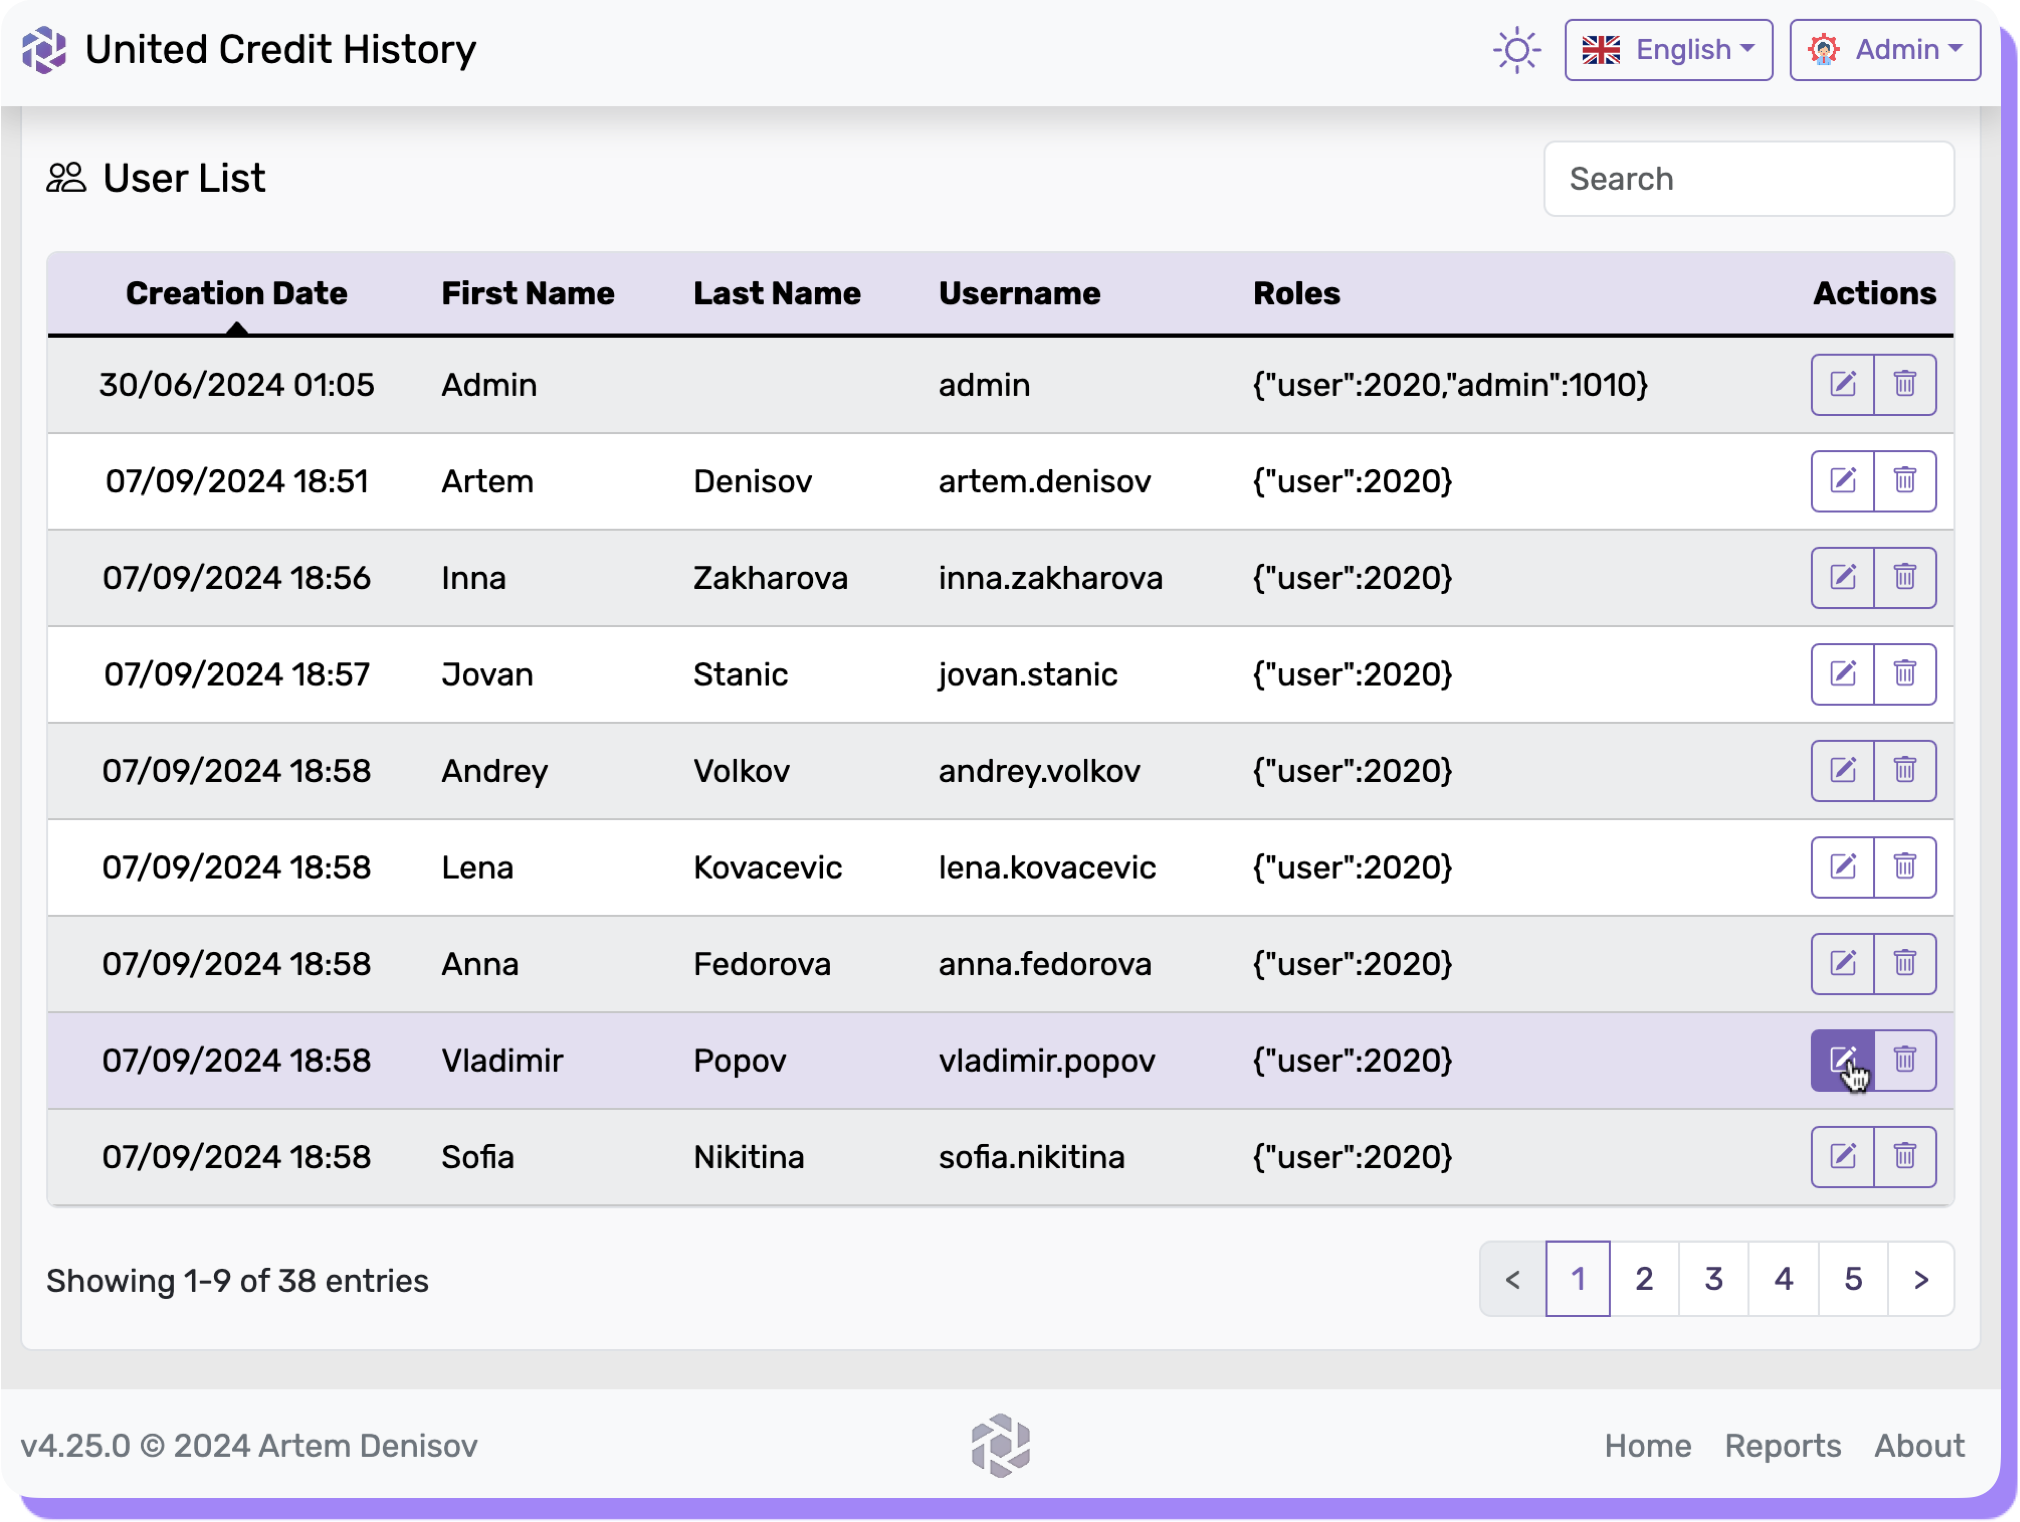 United Credit History
English
Admin
User List
Search
Creation Date First Name Last Name Username Roles Actions
30/06/2024 01:05 Admin admin {"user":2020,"admin":1010}
07/09/2024 18:51 Artem Denisov artem.denisov {"user":2020}
07/09/2024 18:56 Inna Zakharova inna.zakharova {"user":2020}
07/09/2024 18:57 Jovan Stanic jovan.stanic {"user":2020}
07/09/2024 18:58 Andrey Volkov andrey.volkov {"user":2020}
07/09/2024 18:58 Lena Kovacevic lena.kovacevic {"user":2020}
07/09/2024 18:58 Anna Fedorova anna.fedorova {"user":2020}
07/09/2024 18:58 Vladimir Popov vladimir.popov {"user":2020}
07/09/2024 18:58 Sofia Nikitina sofia.nikitina {"user":2020}
Showing 1-9 of 38 entries
< 1 2 3 4 5 >
v4.25.0 © 2024 Artem Denisov
Home Reports About